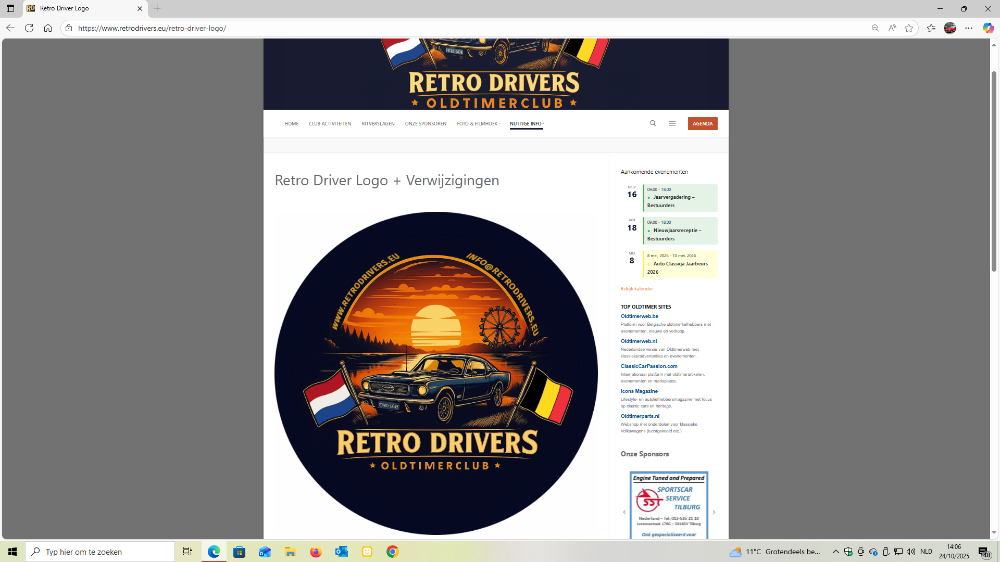 Retro Driver Logo
https://www.retrodrivers.eu/retro-driver-logo/
RETRO DRIVERS
OLDTIMERCLUB
HOME
CLUB ACTIVITEITEN
RITVERSLAGEN
ONZE SPONSOREN
FOTO & FILMHOEK
NUTTIGE INFO
AGENDA
Retro Driver Logo + Verwijzigingen
WWW.RETRODRIVERS.EU
INFO@RETRODRIVERS.EU
RETRO DRIVERS
OLDTIMERCLUB
Aankomende evenementen
NOV
16
09:00 - 18:00
Jaarvergadering –
Bestuurders
JAN
18
09:00 - 18:00
Nieuwjaarsreceptie –
Bestuurders
MEI
8
8 mei, 2026 - 10 mei, 2026
Auto Classiqa Jaarbeurs
2026
Bekijk kalender
TOP OLDTIMER SITES
Oldtimerweb.be
Platform voor Belgische oldtimerliefhebbers met
evenementen, nieuws en verkoop.
Oldtimerweb.nl
Nederlandse versie van Oldtimerweb met
klassiekeradvertenties en evenementen.
ClassicCarPassion.com
Internationaal platform met oldtimerartikelen,
evenementen en marktplaats.
Icons Magazine
Lifestyle- en autoliefhebbersmagazine met focus
op classic cars en heritage.
Oldtimerparts.nl
Webshop met onderdelen voor klassieke
Volkswagens (luchtgekoeld etc.).
Onze Sponsors
Engine Tuned and Prepared
SST
SPORTSCAR
SERVICE
TILBURG
Nederland – Tel: 013-535 21 10
Lovensestraat 178G – 5014DV Tilburg
Ook gespecialiseerd voor
Typ hier om te zoeken
11°C Grotendeels be...
NLD
14:06
24/10/2025
48